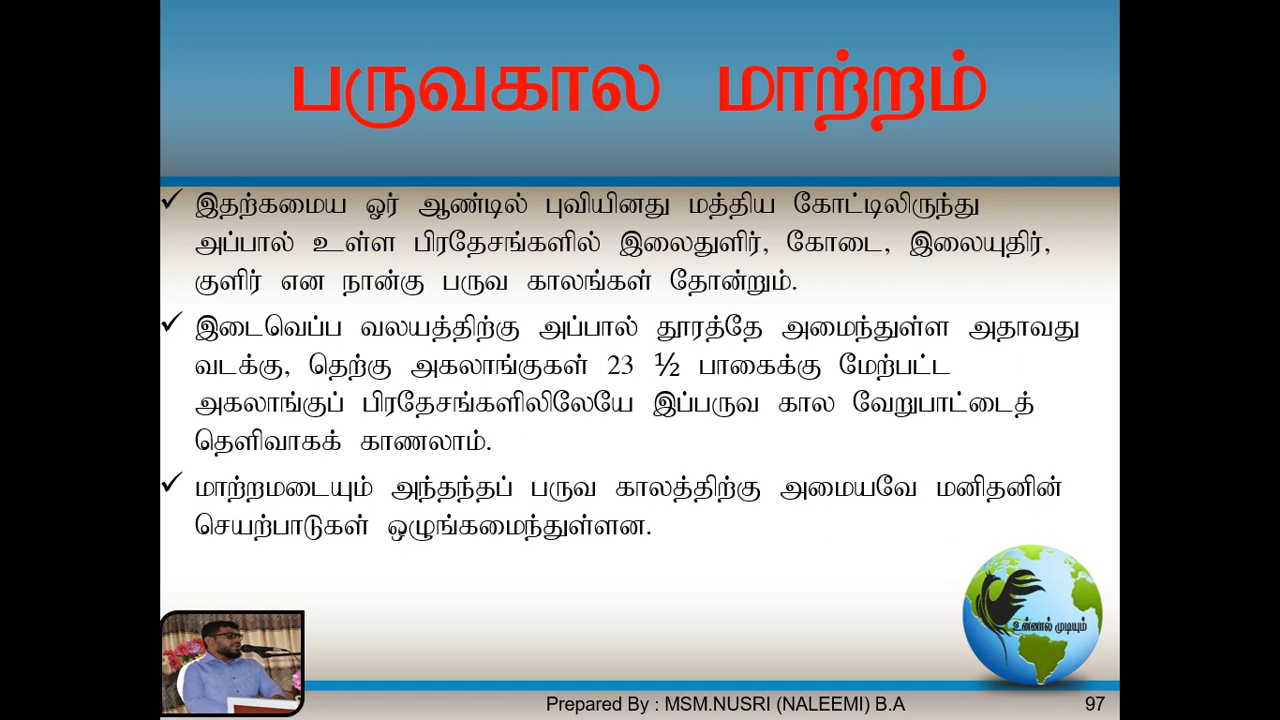 பருவகால மாற்றம்
✓ இதற்கமைய ஓர் ஆண்டில் புவியினது மத்திய கோட்டிலிருந்து
அப்பால் உள்ள பிரதேசங்களில் இலைதுளிர், கோடை, இலையுதிர்,
குளிர் என நான்கு பருவ காலங்கள் தோன்றும்.
✓ இடைவெப்ப வலயத்திற்கு அப்பால் தூரத்தே அமைந்துள்ள அதாவது
வடக்கு, தெற்கு அகலாங்குகள் 23 ½ பாகைக்கு மேற்பட்ட
அகலாங்குப் பிரதேசங்களிலிலேயே இப்பருவ கால வேறுபாட்டைத்
தெளிவாகக் காணலாம்.
✓ மாற்றமடையும் அந்தந்தப் பருவ காலத்திற்கு அமையவே மனிதனின்
செயற்பாடுகள் ஒழுங்கமைந்துள்ளன.
உன்னால் முடியும்
Prepared By : MSM.NUSRI (NALEEMI) B.A 97